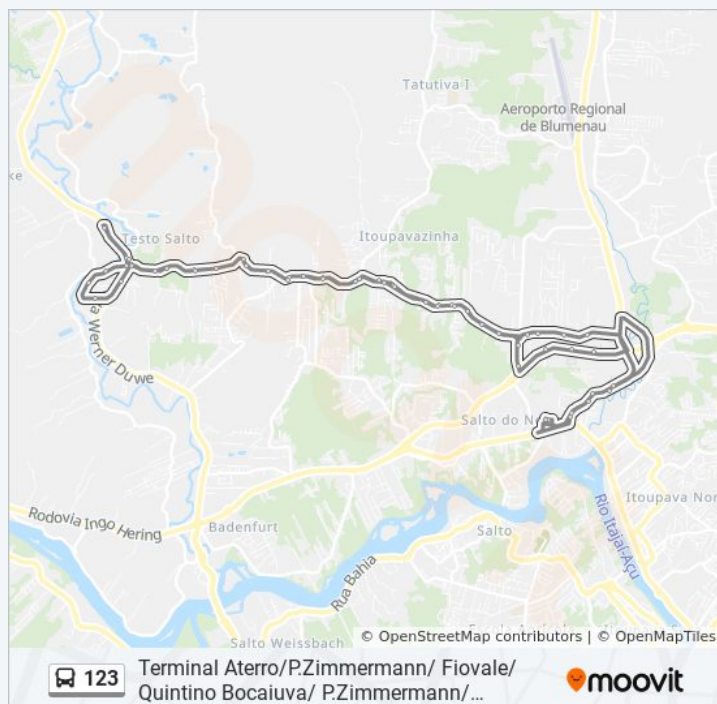 Tatutiva I
Aeroporto Regional
de Blumenau
ke
Testo Salto
Itoupavazinha
a Werner Duwe
Salto do No
Rodovia Ingo Hering
Badenfurt
Itoupava Nor
Salto
Rio Itajaí-Açu
Rua Bahia
Salto Weissbach
© OpenStreetMap contributors | © OpenMapTiles
123
Terminal Aterro/P.Zimmermann/ Fiovale/
Quintino Bocaiuva/ P.Zimmermann/...
moovit